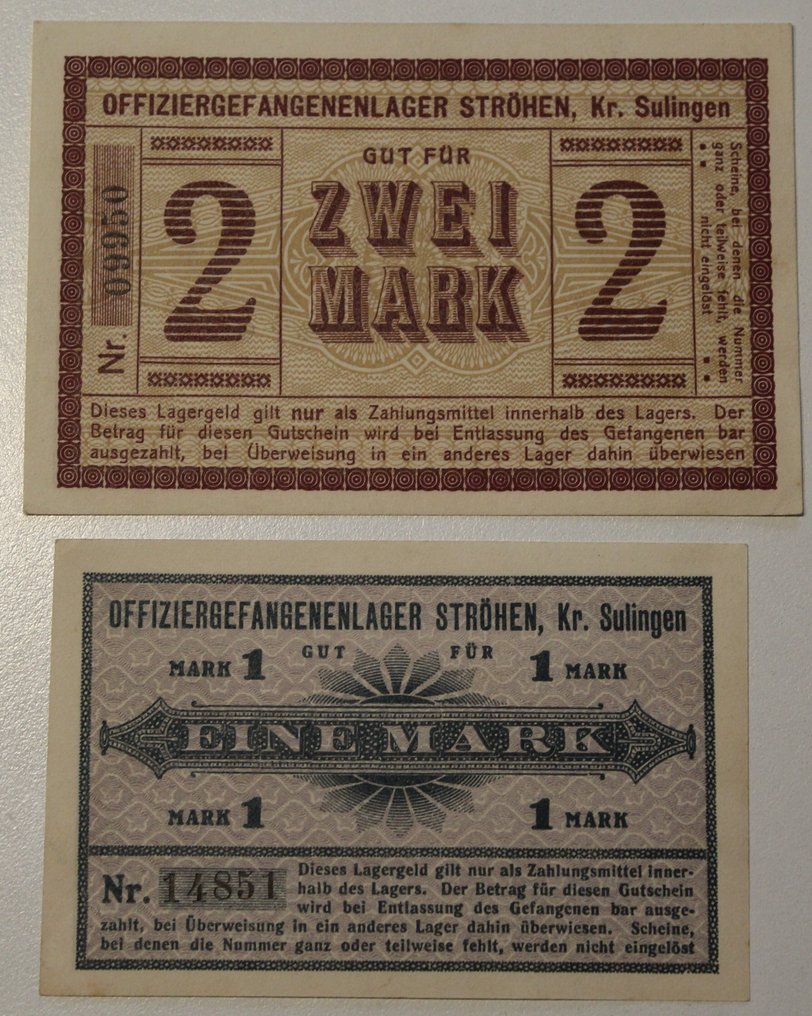 OFFIZIERGEFANGENENLAGER STRÖHEN, Kr. Sulingen
Nr. 09950
2
GUT FÜR
ZWEI
MARK
2
Scheine, bei denen die Nummer
ganz oder teilweise fehlt, werden
nicht eingelöst
Dieses Lagergeld gilt nur als Zahlungsmittel innerhalb des Lagers. Der
Betrag für diesen Gutschein wird bei Entlassung des Gefangenen bar
ausgezahlt, bei Überweisung in ein anderes Lager dahin überwiesen
OFFIZIERGEFANGENENLAGER STRÖHEN, Kr. Sulingen
GUT FÜR
MARK 1 1 MARK
EINE MARK
MARK 1 1 MARK
Nr. 14851
Dieses Lagergeld gilt nur als Zahlungsmittel inner-
halb des Lagers. Der Betrag für diesen Gutschein
wird bei Entlassung des Gefangenen bar ausge-
zahlt, bei Überweisung in ein anderes Lager dahin überwiesen. Scheine,
bei denen die Nummer ganz oder teilweise fehlt, werden nicht eingelöst